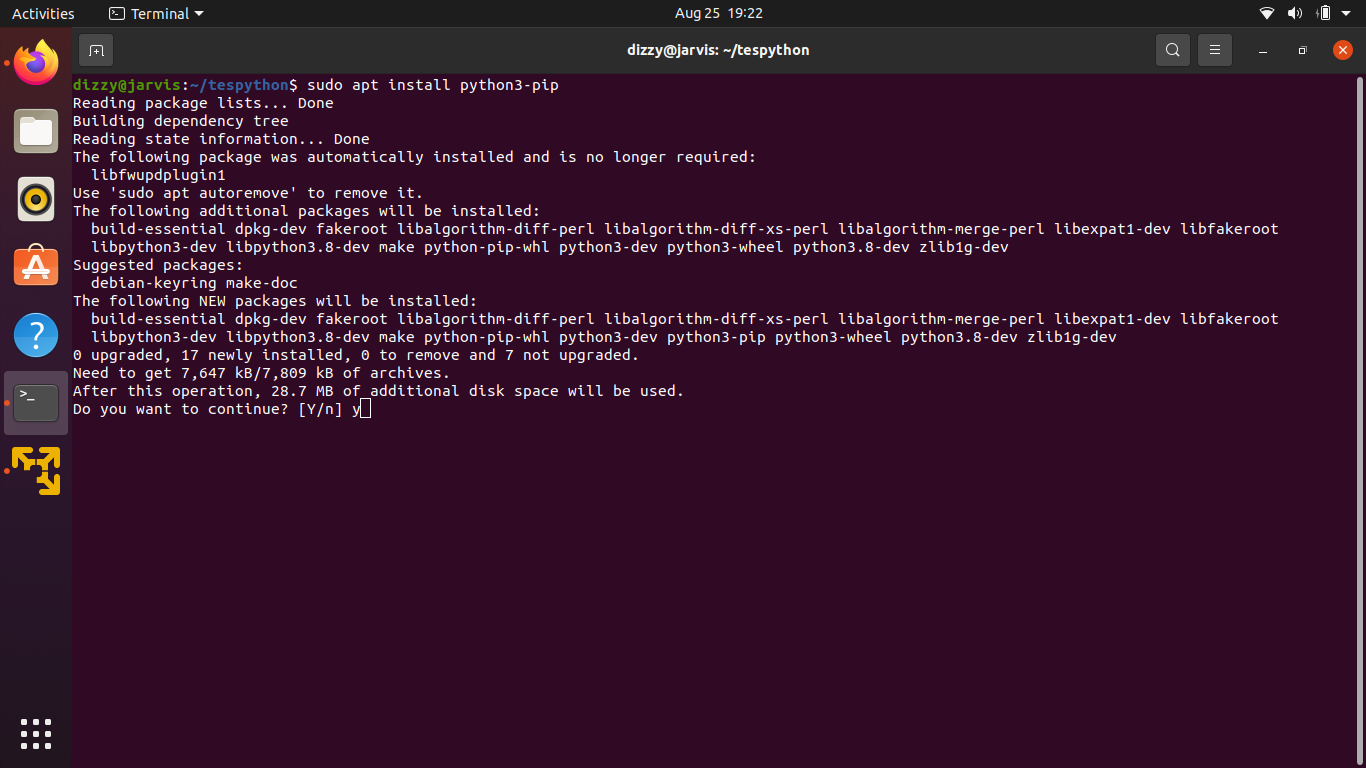 Activities Terminal Aug 25 19:22
dizzy@jarvis: ~/tespython
dizzy@jarvis:~/tespython$ sudo apt install python3-pip
Reading package lists... Done
Building dependency tree
Reading state information... Done
The following package was automatically installed and is no longer required:
  libfwupdplugin1
Use 'sudo apt autoremove' to remove it.
The following additional packages will be installed:
  build-essential dpkg-dev fakeroot libalgorithm-diff-perl libalgorithm-diff-xs-perl libalgorithm-merge-perl libexpat1-dev libfakeroot
  libpython3-dev libpython3.8-dev make python-pip-whl python3-dev python3-wheel python3.8-dev zlib1g-dev
Suggested packages:
  debian-keyring make-doc
The following NEW packages will be installed:
  build-essential dpkg-dev fakeroot libalgorithm-diff-perl libalgorithm-diff-xs-perl libalgorithm-merge-perl libexpat1-dev libfakeroot
  libpython3-dev libpython3.8-dev make python-pip-whl python3-dev python3-pip python3-wheel python3.8-dev zlib1g-dev
0 upgraded, 17 newly installed, 0 to remove and 7 not upgraded.
Need to get 7,647 kB/7,809 kB of archives.
After this operation, 28.7 MB of additional disk space will be used.
Do you want to continue? [Y/n] y